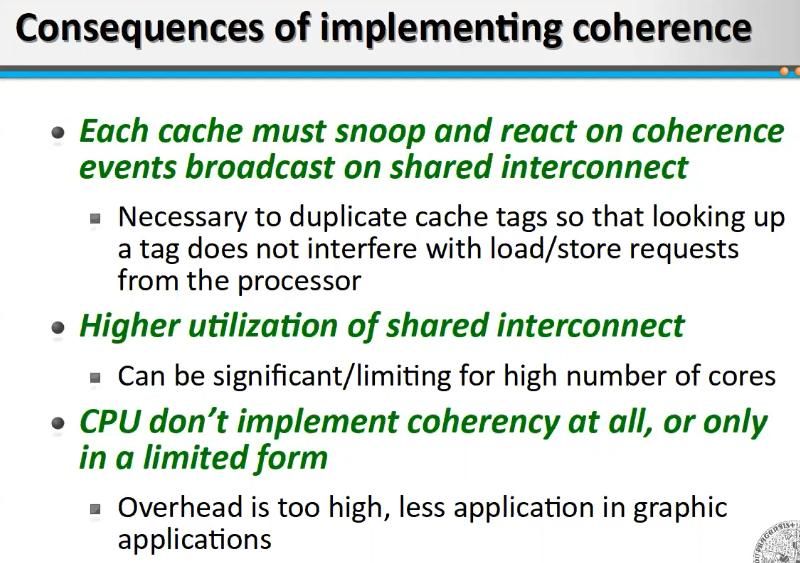 Consequences of implementing coherence
Each cache must snoop and react on coherence
events broadcast on shared interconnect
Necessary to duplicate cache tags so that looking up
a tag does not interfere with load/store requests
from the processor
Higher utilization of shared interconnect
Can be significant/limiting for high number of cores
CPU don't implement coherency at all, or only
in a limited form
Overhead is too high, less application in graphic
applications